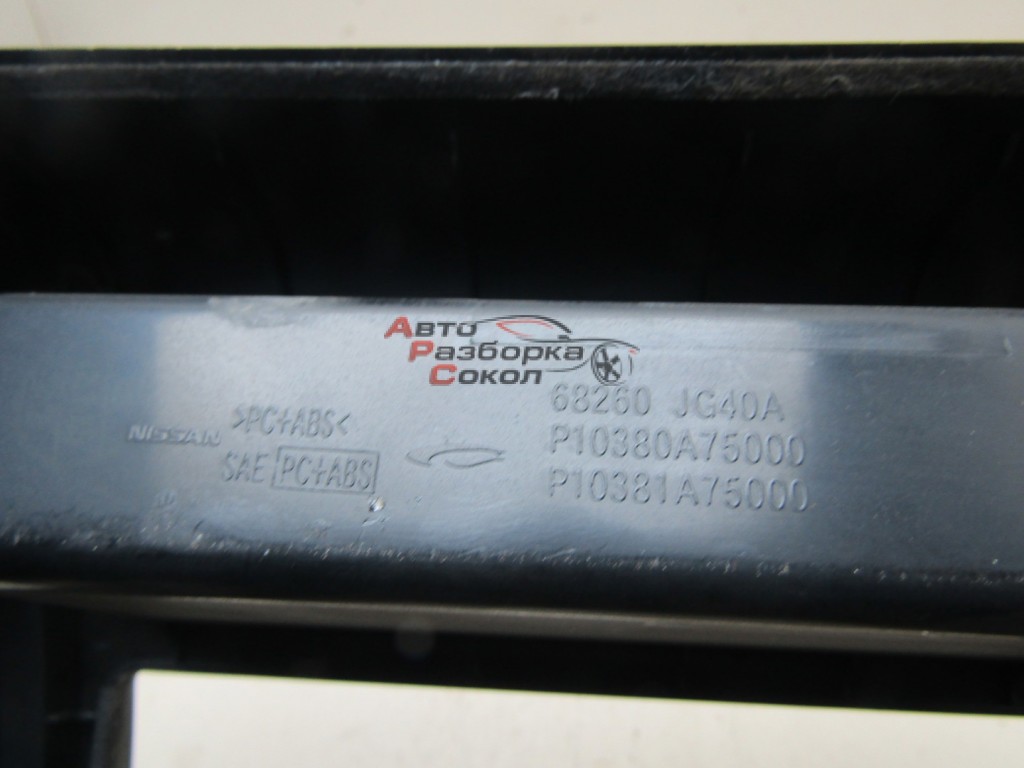 АВТО
РАЗБОРКА
СОКОЛ
68260 JG40A
>PC+ABS<
NISSAN
P10380A75000
SAE PC+ABS
P10381A75000